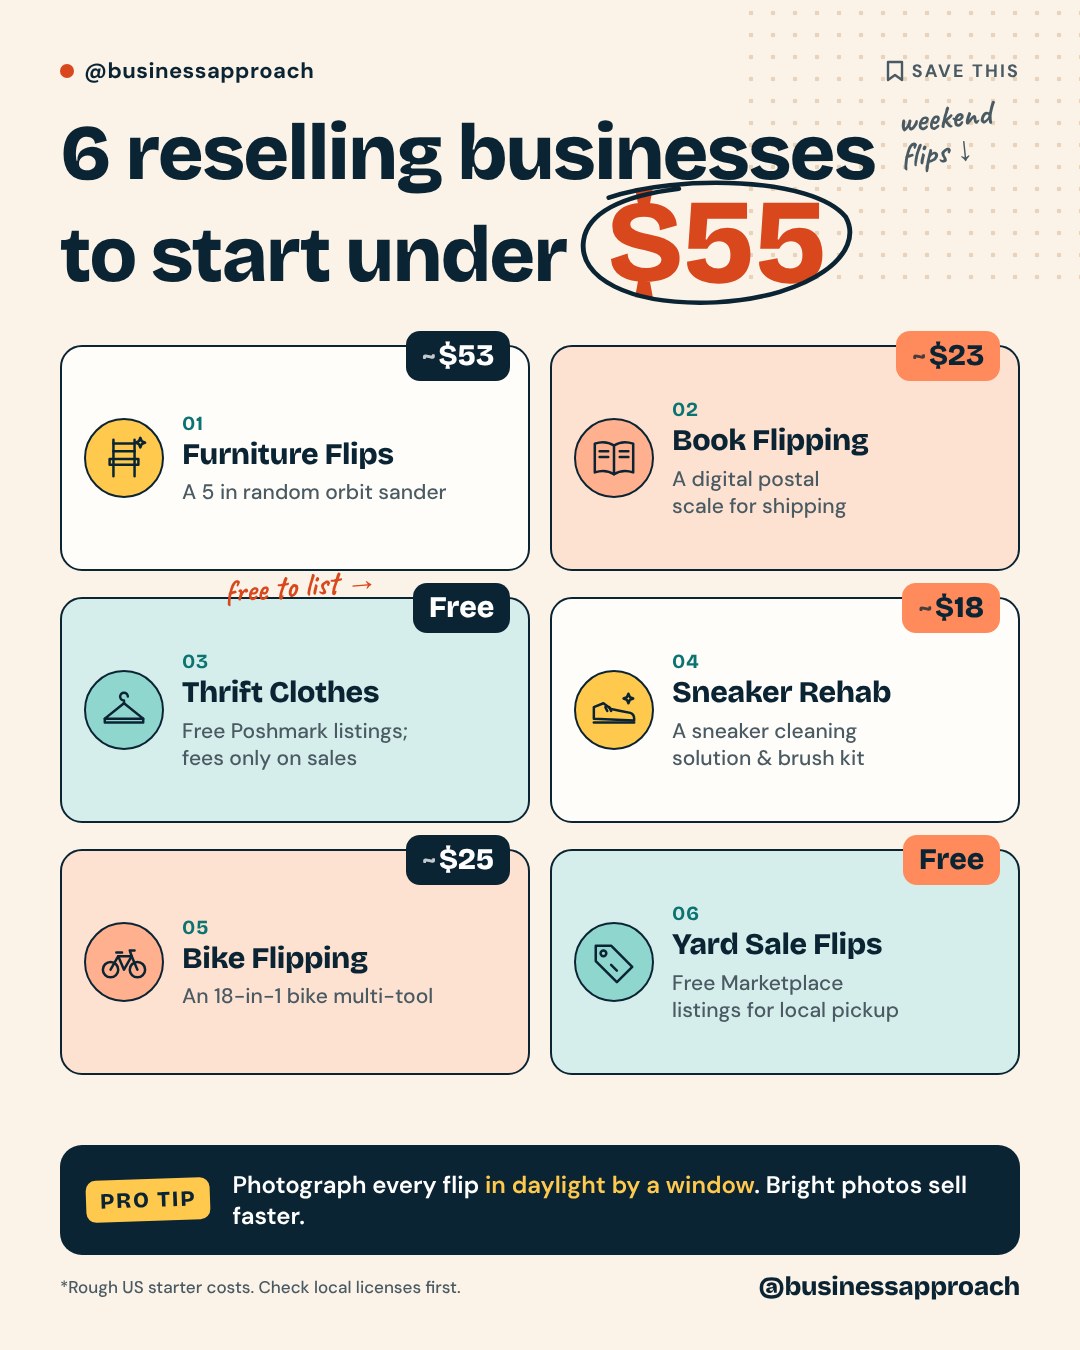 @businessapproach
SAVE THIS
weekend
flips ↓
6 reselling businesses
to start under $55
~$53
01
Furniture Flips
A 5 in random orbit sander
~$23
02
Book Flipping
A digital postal
scale for shipping
free to list →
Free
03
Thrift Clothes
Free Poshmark listings;
fees only on sales
~$18
04
Sneaker Rehab
A sneaker cleaning
solution & brush kit
~$25
05
Bike Flipping
An 18-in-1 bike multi-tool
Free
06
Yard Sale Flips
Free Marketplace
listings for local pickup
PRO TIP
Photograph every flip in daylight by a window. Bright photos sell
faster.
*Rough US starter costs. Check local licenses first.
@businessapproach